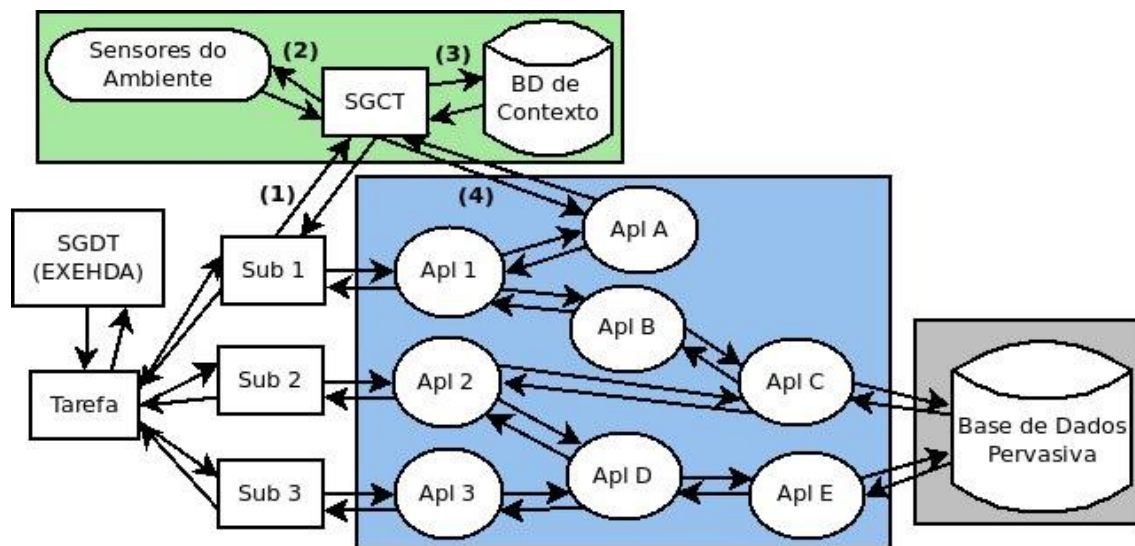 Sensores do
Ambiente
(2)
(3)
SGCT
BD de
Contexto
(1)
(4)
Apl A
SGDT
(EXEHDA)
Sub 1
Apl 1
Apl B
Tarefa
Sub 2
Apl 2
Apl C
Base de Dados
Pervasiva
Sub 3
Apl 3
Apl D
Apl E